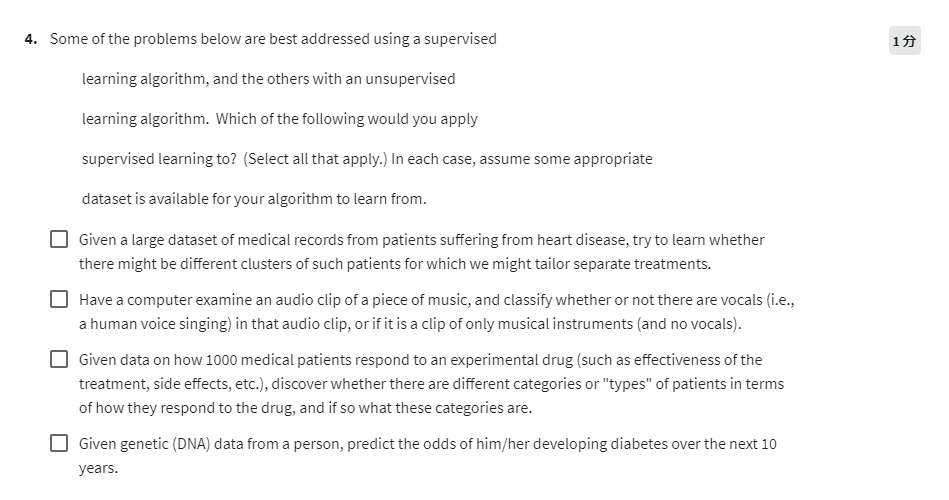 4. Some of the problems below are best addressed using a supervised
1分
learning algorithm, and the others with an unsupervised
learning algorithm. Which of the following would you apply
supervised learning to? (Select all that apply.) In each case, assume some appropriate
dataset is available for your algorithm to learn from.
Given a large dataset of medical records from patients suffering from heart disease, try to learn whether
there might be different clusters of such patients for which we might tailor separate treatments.
Have a computer examine an audio clip of a piece of music, and classify whether or not there are vocals (i.e.,
a human voice singing) in that audio clip, or if it is a clip of only musical instruments (and no vocals).
Given data on how 1000 medical patients respond to an experimental drug (such as effectiveness of the
treatment, side effects, etc.), discover whether there are different categories or "types" of patients in terms
of how they respond to the drug, and if so what these categories are.
Given genetic (DNA) data from a person, predict the odds of him/her developing diabetes over the next 10
years.